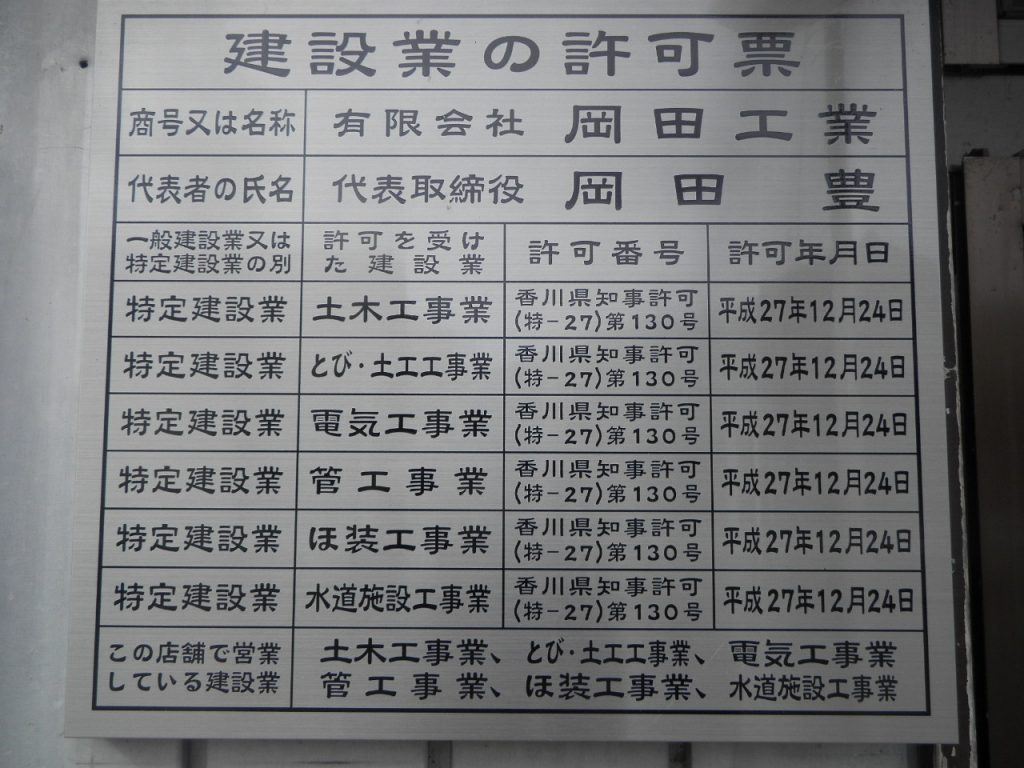 建設業の許可票
商号又は名称 有限会社 岡田工業
代表者の氏名 代表取締役 岡田 豊
一般建設業又は
特定建設業の別
許可を受け
た建設業
許可番号
許可年月日
特定建設業 土木工事業
香川県知事許可
(特-27)第130号
平成27年12月24日
特定建設業 とび・土工工事業
香川県知事許可
(特-27)第130号
平成27年12月24日
特定建設業 電気工事業
香川県知事許可
(特-27)第130号
平成27年12月24日
特定建設業 管工事業
香川県知事許可
(特-27)第130号
平成27年12月24日
特定建設業 ほ装工事業
香川県知事許可
(特-27)第130号
平成27年12月24日
特定建設業 水道施設工事業
香川県知事許可
(特-27)第130号
平成27年12月24日
この店舗で営業
している建設業
土木工事業、とび・土工工事業、電気工事業
管工事業、ほ装工事業、水道施設工事業